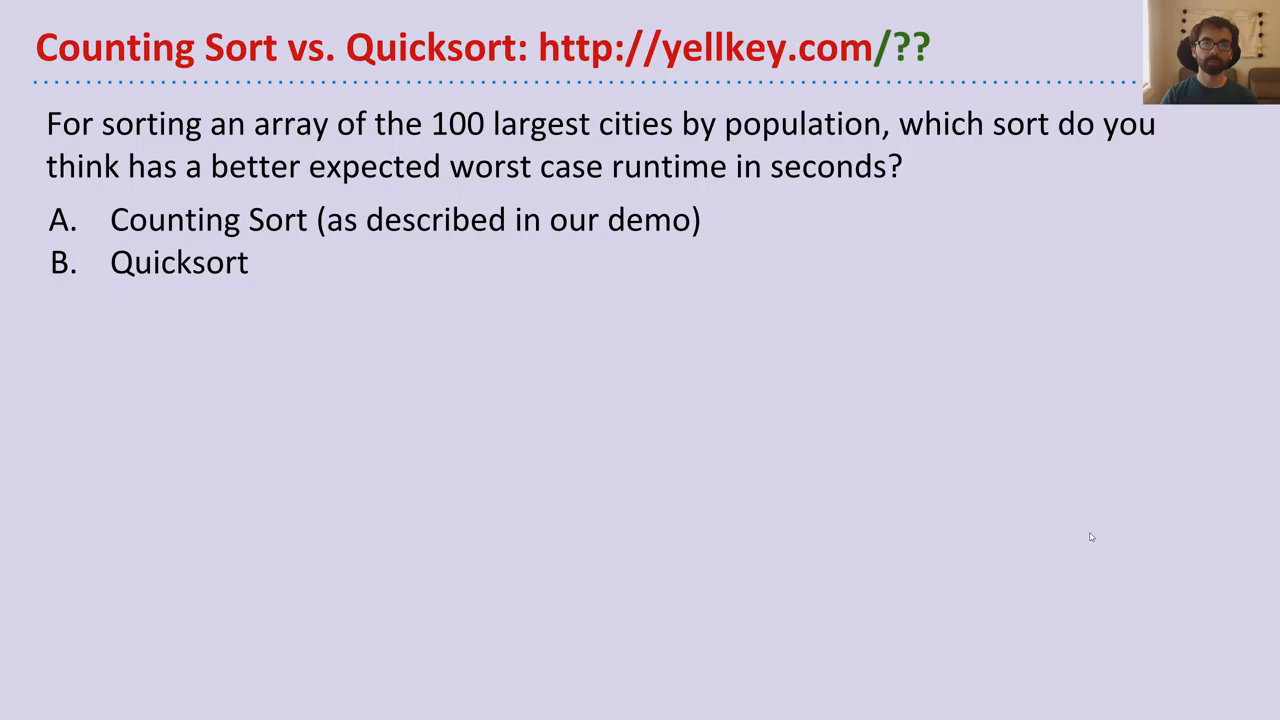 Counting Sort vs. Quicksort: http://yellkey.com/??
For sorting an array of the 100 largest cities by population, which sort do you
think has a better expected worst case runtime in seconds?
A. Counting Sort (as described in our demo)
B. Quicksort